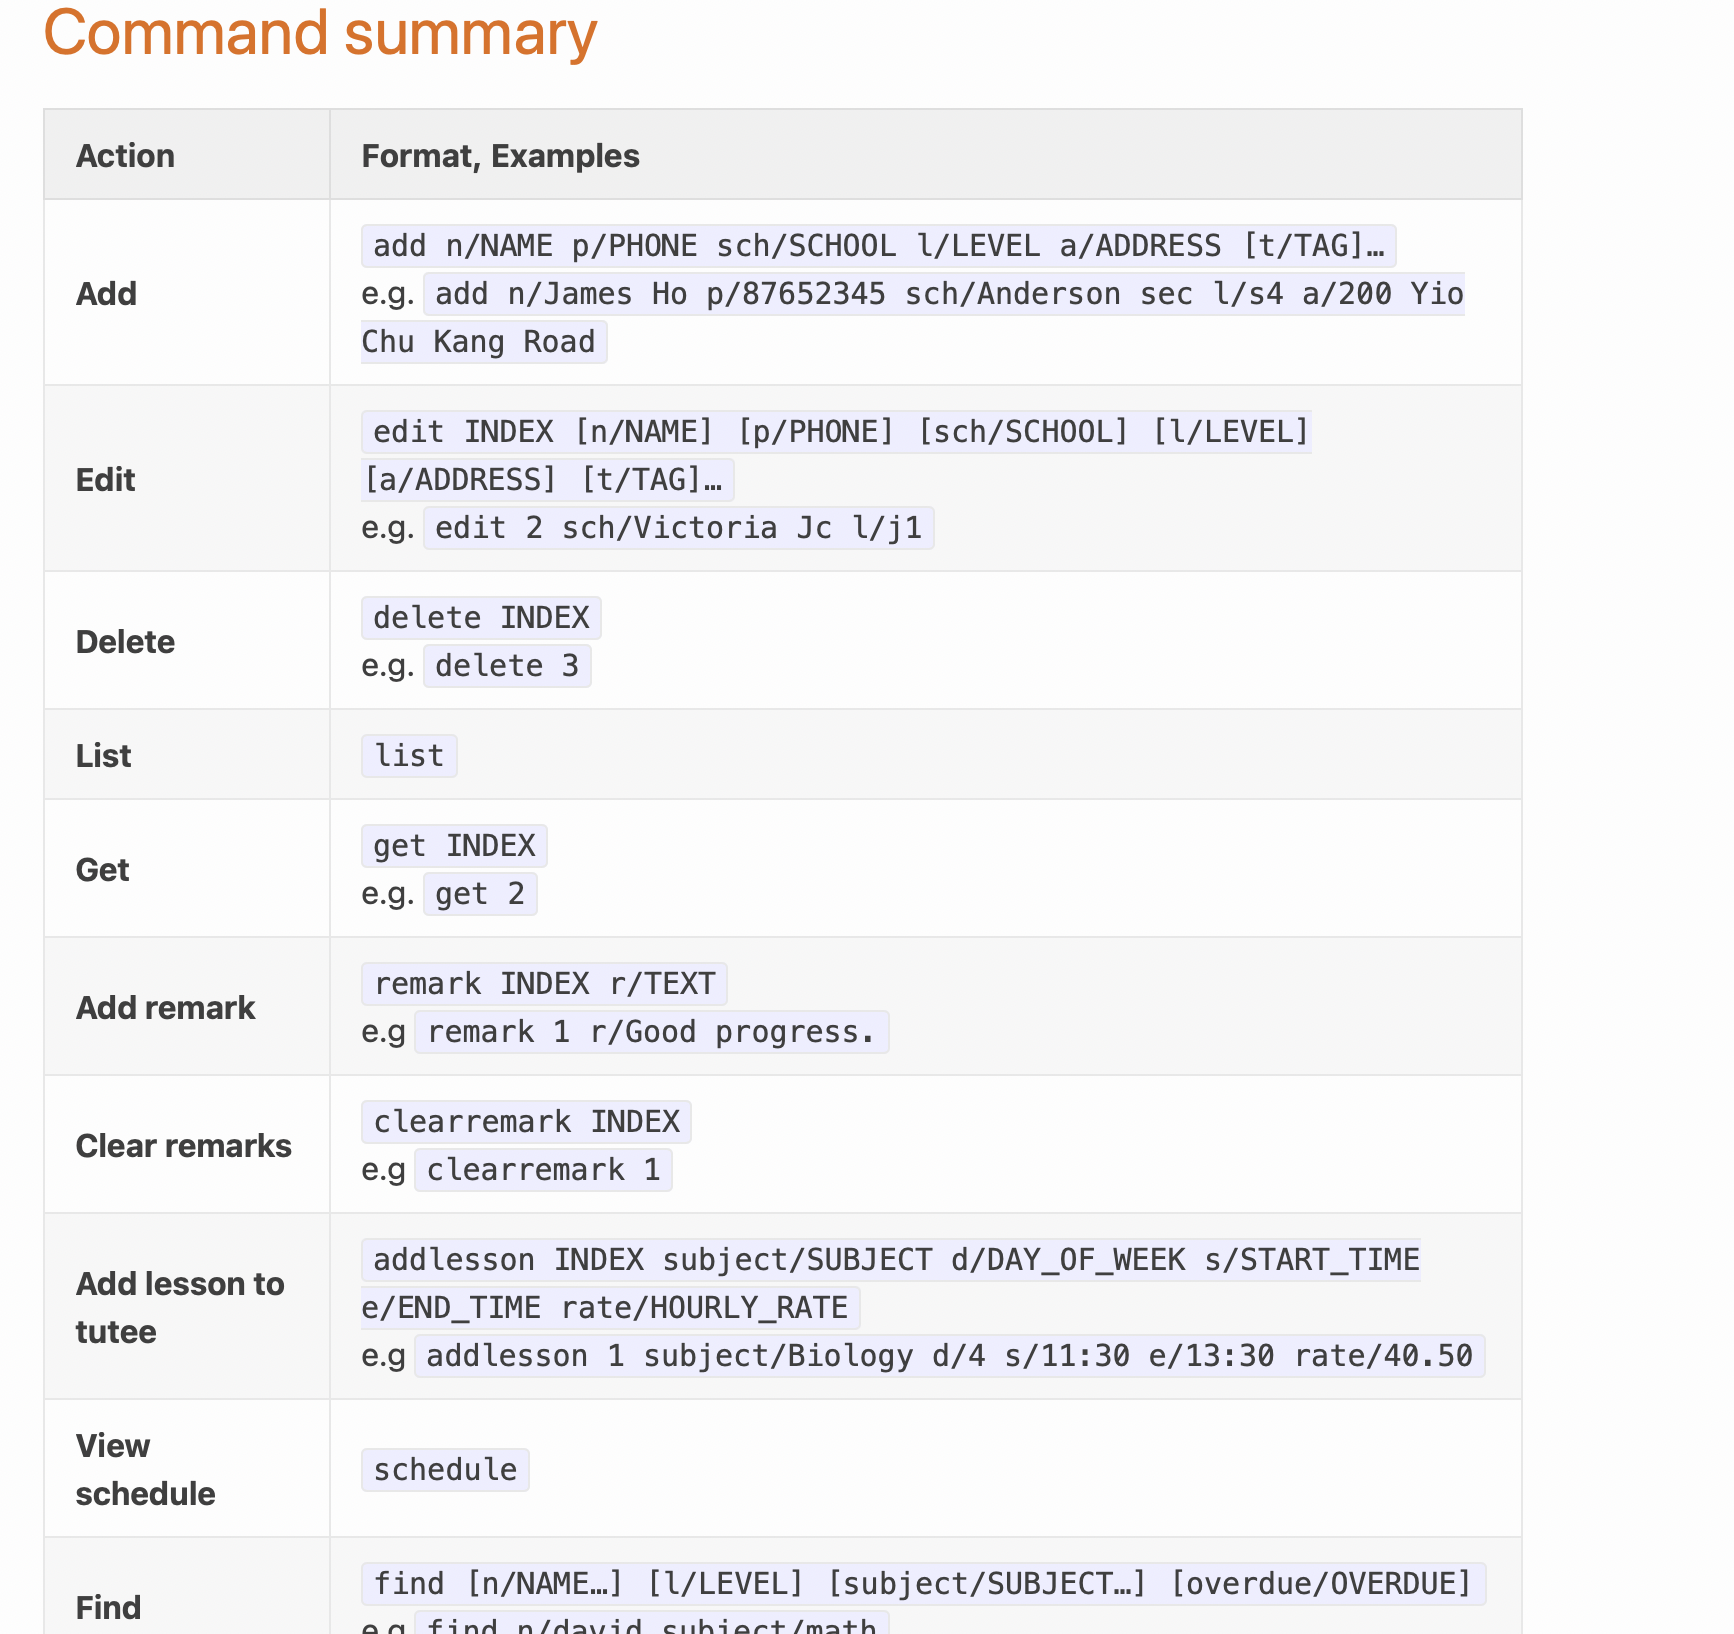 Command summary
Action
Format, Examples
Add
add n/NAME p/PHONE sch/SCHOOL l/LEVEL a/ADDRESS [t/TAG]…
e.g. add n/James Ho p/87652345 sch/Anderson sec l/s4 a/200 Yio
Chu Kang Road
Edit
edit INDEX [n/NAME] [p/PHONE] [sch/SCHOOL] [l/LEVEL]
[a/ADDRESS] [t/TAG]…
e.g. edit 2 sch/Victoria Jc l/j1
Delete
delete INDEX
e.g. delete 3
List
list
Get
get INDEX
e.g. get 2
Add remark
remark INDEX r/TEXT
e.g remark 1 r/Good progress.
Clear remarks
clearremark INDEX
e.g clearremark 1
Add lesson to
tutee
addlesson INDEX subject/SUBJECT d/DAY_OF_WEEK s/START_TIME
e/END_TIME rate/HOURLY_RATE
e.g addlesson 1 subject/Biology d/4 s/11:30 e/13:30 rate/40.50
View
schedule
schedule
Find
find [n/NAME…] [l/LEVEL] [subject/SUBJECT…] [overdue/OVERDUE]
e.g find n/david subject/math